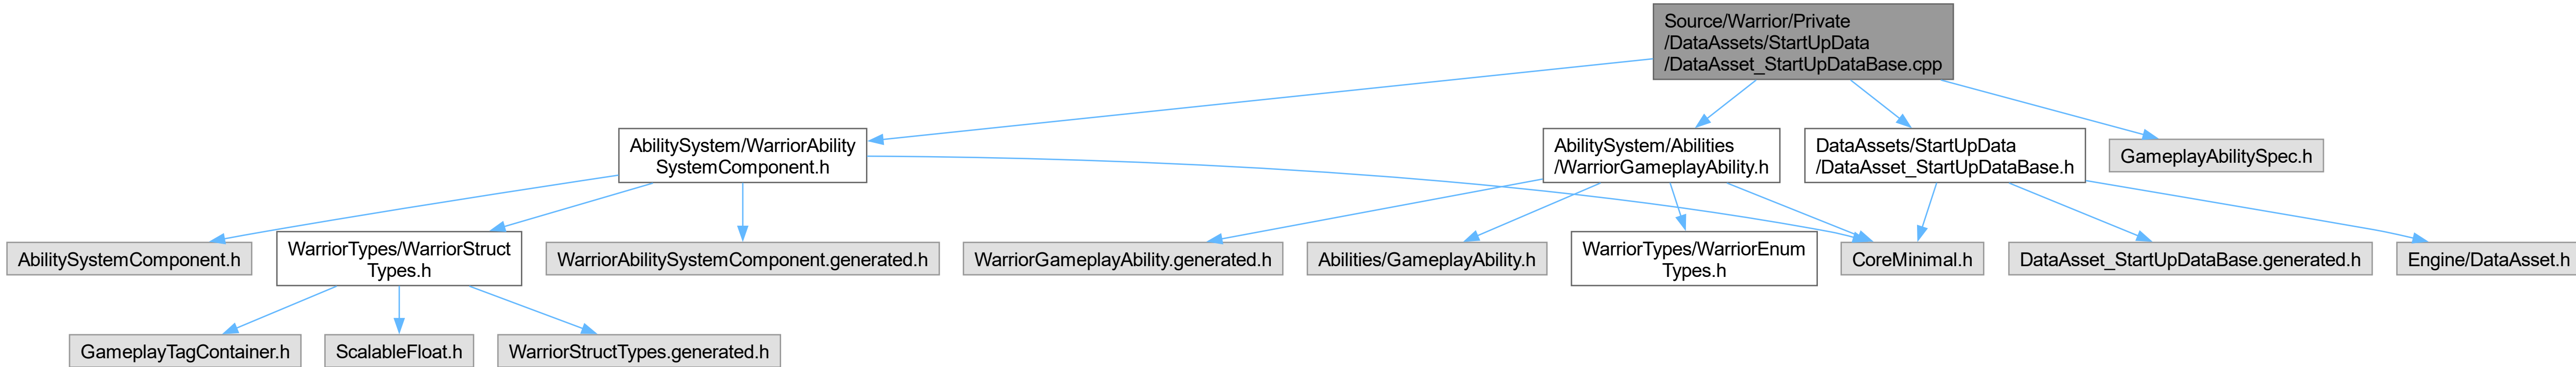 Source/Warrior/Private
/DataAssets/StartUpData
/DataAsset_StartUpDataBase.cpp
AbilitySystem/WarriorAbility
SystemComponent.h
AbilitySystem/Abilities
/WarriorGameplayAbility.h
DataAssets/StartUpData
/DataAsset_StartUpDataBase.h
GameplayAbilitySpec.h
AbilitySystemComponent.h
WarriorTypes/WarriorStruct
Types.h
WarriorAbilitySystemComponent.generated.h
WarriorGameplayAbility.generated.h
Abilities/GameplayAbility.h
WarriorTypes/WarriorEnum
Types.h
CoreMinimal.h
DataAsset_StartUpDataBase.generated.h
Engine/DataAsset.h
GameplayTagContainer.h
ScalableFloat.h
WarriorStructTypes.generated.h